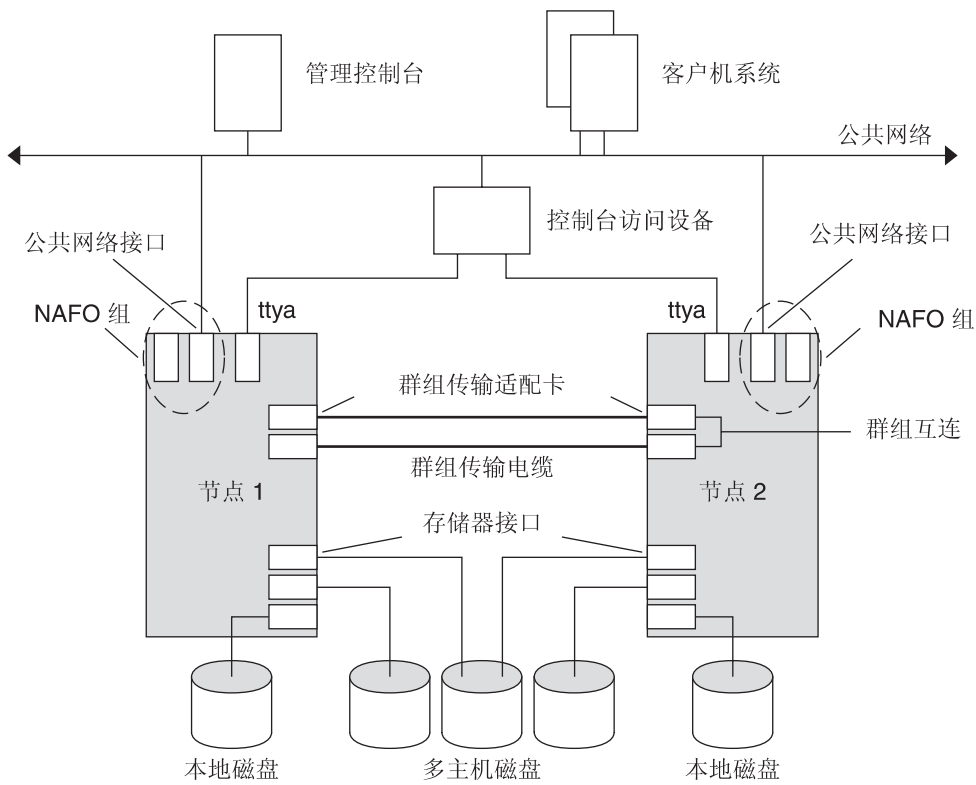 管理控制台
客户机系统
公共网络
控制台访问设备
公共网络接口
公共网络接口
NAFO 组
ttya
ttya
NAFO 组
群组传输适配卡
群组互连
群组传输电缆
节点 1
节点 2
存储器接口
本地磁盘
多主机磁盘
本地磁盘